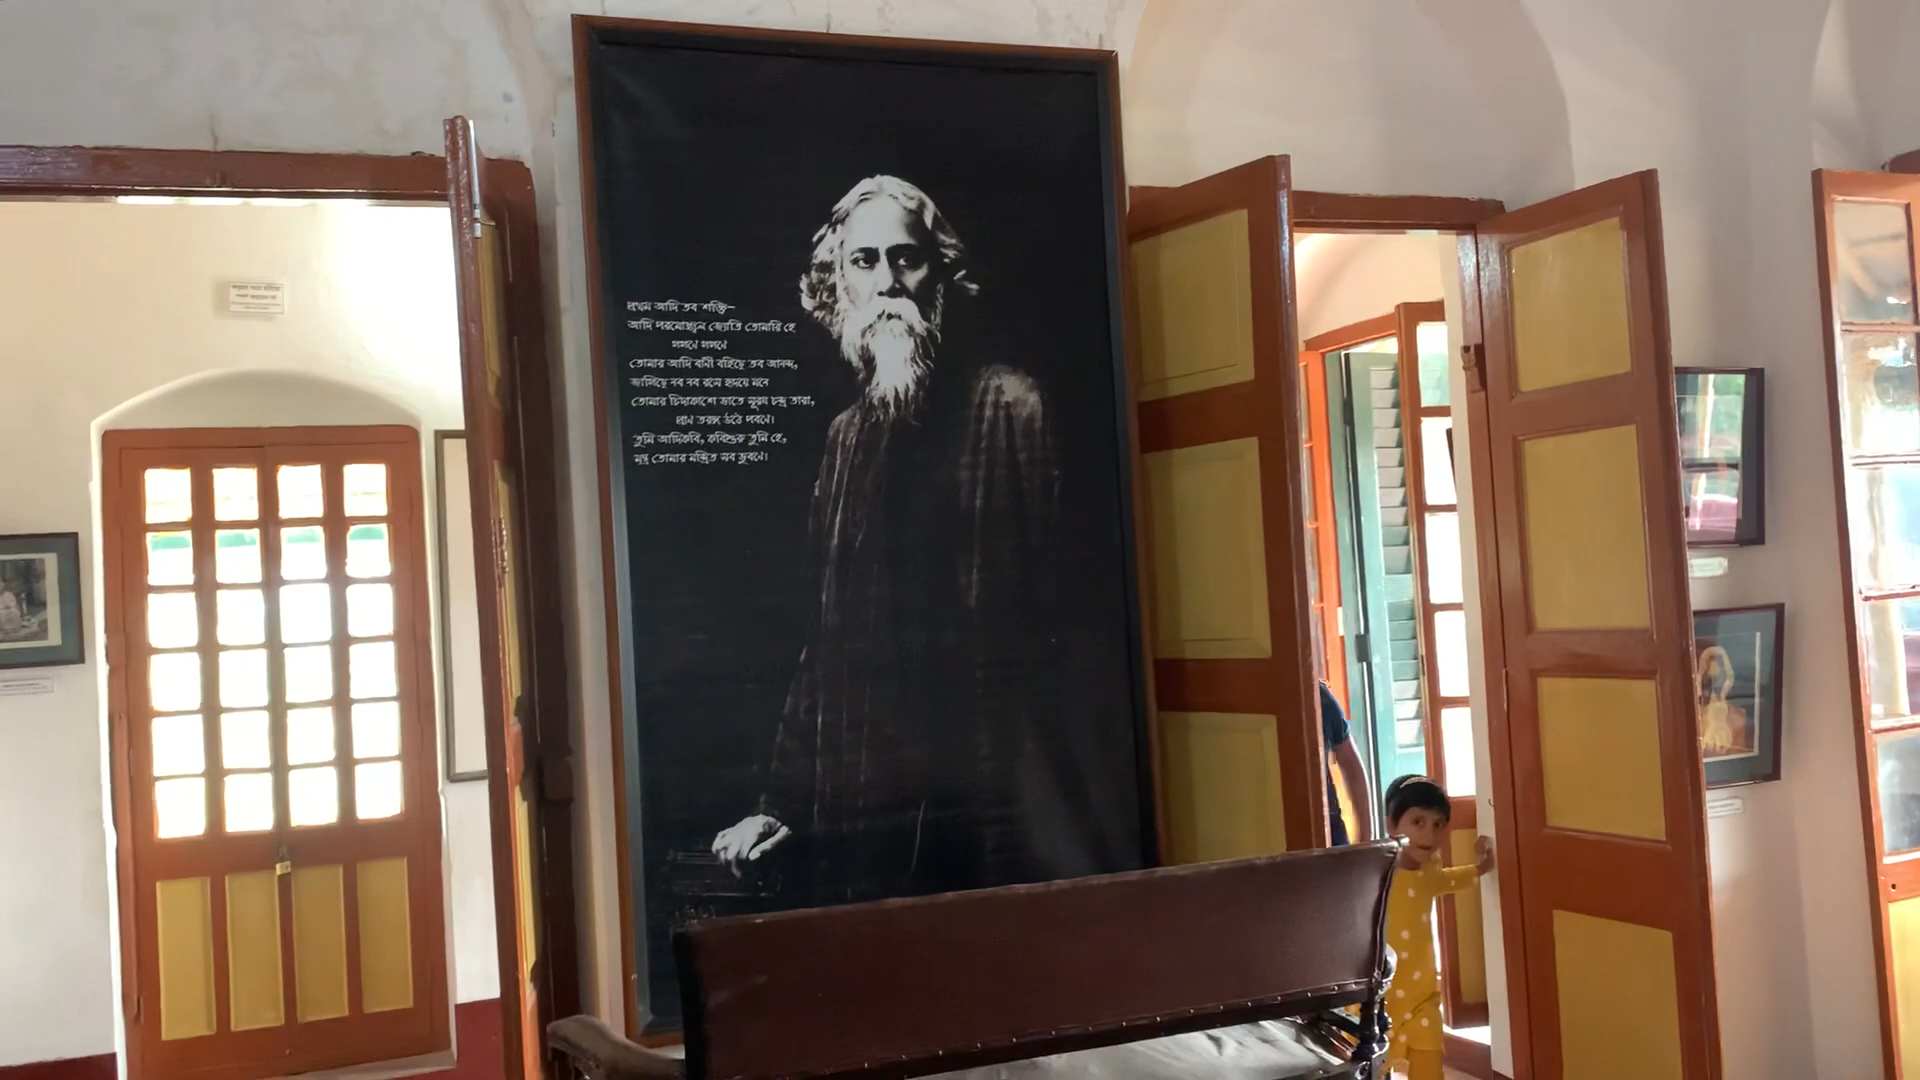 প্রথম আদি তব শক্তি—
আদি পরমোজ্জ্বল জ্যোতি তোমারি হে
গগনে গগনে
তোমার আদি বাণী বহিছে তব আনন্দ,
জাগিছে নব নব রসে হৃদয়ে মনে
তোমার চিদাকাশে ভাতে সূরয চন্দ্র তারা,
প্রাণ তরঙ্গ উঠে পবনে।
তুমি আদিকবি, কবিগুরু তুমি হে,
মন্ত্র তোমার মন্দ্রিত সব ভুবনে।